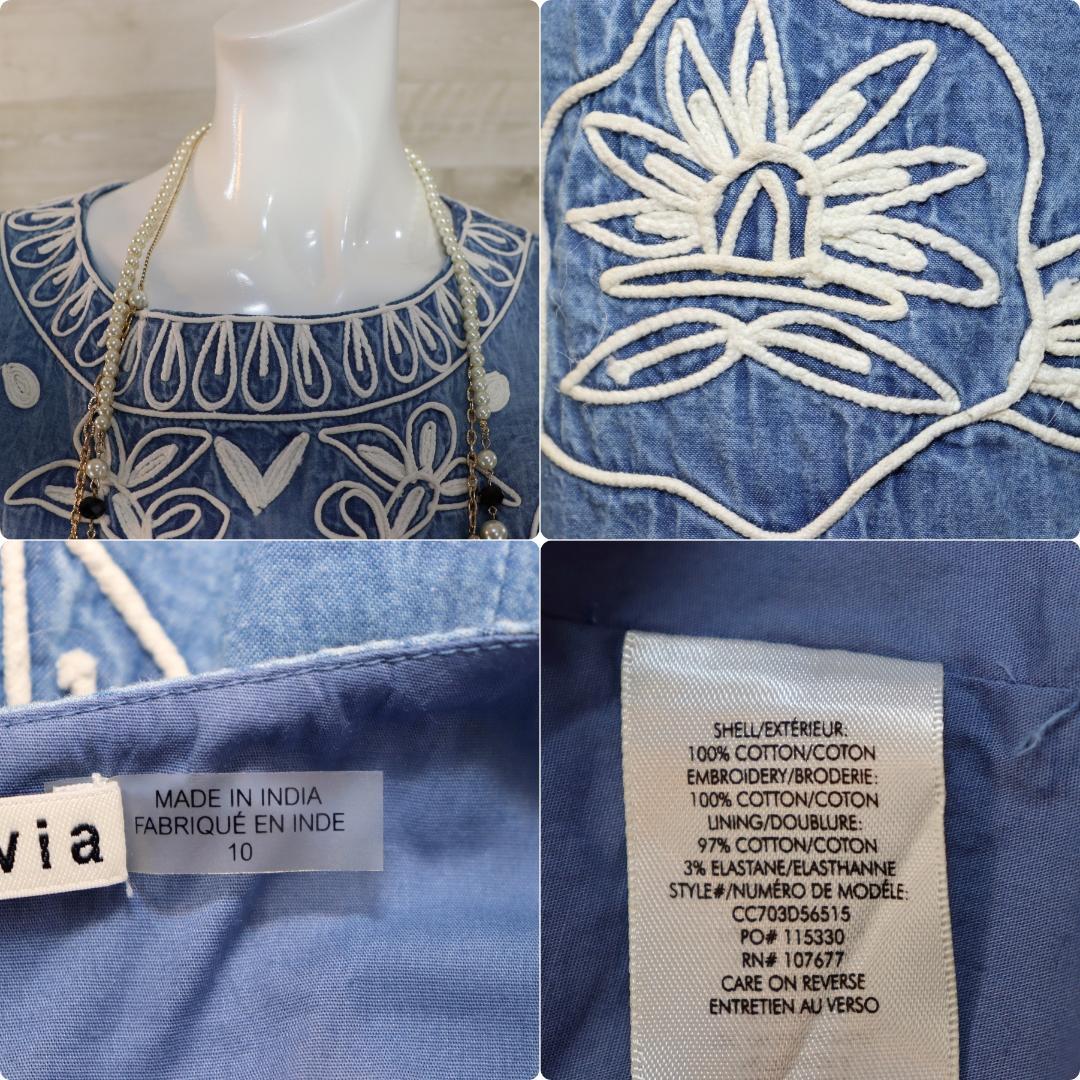 via
MADE IN INDIA
FABRIQUÉ EN INDE
10
SHELL/EXTÉRIEUR:
100% COTTON/COTON
EMBROIDERY/BRODERIE:
100% COTTON/COTON
LINING/DOUBLURE:
97% COTTON/COTON
3% ELASTANE/ELASTHANNE
STYLE#/NUMÉRO DE MODÉLE:
CC703D56515
PO# 115330
RN# 107677
CARE ON REVERSE
ENTRETIEN AU VERSO